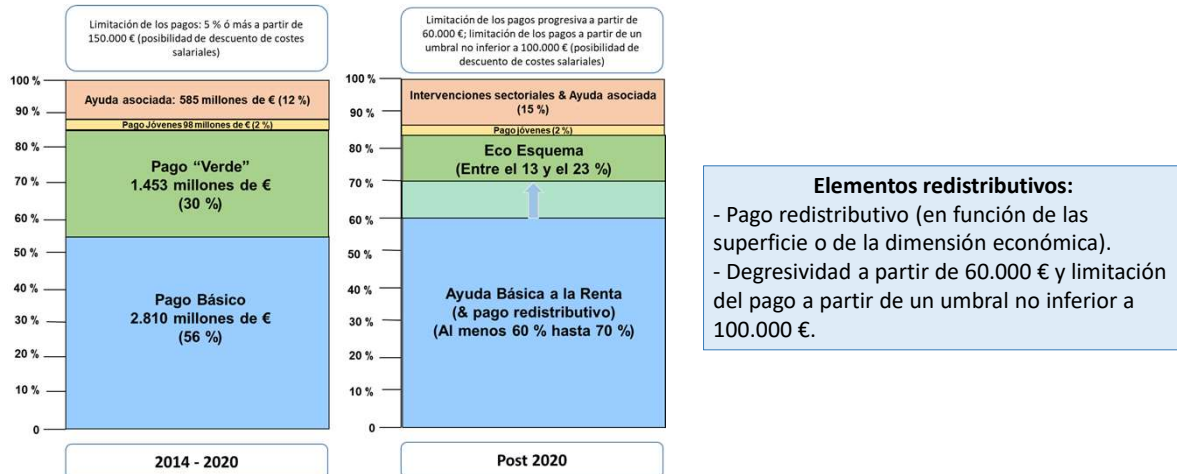 Limitación de los pagos: 5 % ó más a partir de
150.000 € (posibilidad de descuento de costes
salariales)
100 %
90 %
80 %
70 %
60 %
50 %
40 %
30 %
20 %
10 %
0
Ayuda asociada: 585 millones de € (12 %)
Pago Jóvenes 98 millones de € (2 %)
Pago “Verde”
1.453 millones de €
(30 %)
Pago Básico
2.810 millones de €
(56 %)
2014 - 2020
Limitación de los pagos progresiva a partir de
60.000 €; limitación de los pagos a partir de un
umbral no inferior a 100.000 € (posibilidad de
descuento de costes salariales)
100 %
90 %
80 %
70 %
60 %
50 %
40 %
30 %
20 %
10 %
0
Intervenciones sectoriales & Ayuda asociada
(15 %)
Pago jóvenes (2 %)
Eco Esquema
(Entre el 13 y el 23 %)
Ayuda Básica a la Renta
(& pago redistributivo)
(Al menos 60 % hasta 70 %)
Post 2020
Elementos redistributivos:
- Pago redistributivo (en función de las
superficie o de la dimensión económica).
- Degresividad a partir de 60.000 € y limitación
del pago a partir de un umbral no inferior a
100.000 €.